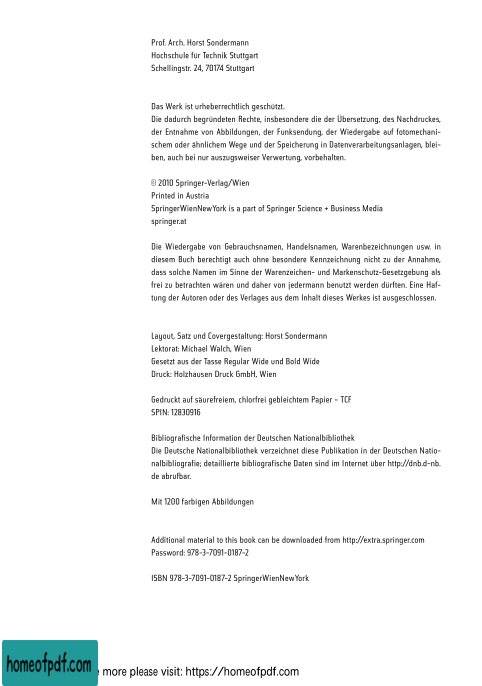 Prof. Arch. Horst Sondermann
Hochschule für Technik Stuttgart
Schellingstr. 24, 70174 Stuttgart
Das Werk ist urheberrechtlich geschützt.
Die dadurch begründeten Rechte, insbesondere die der Übersetzung, des Nachdruckes,
der Entnahme von Abbildungen, der Funksendung, der Wiedergabe auf fotomechani-
schem oder ähnlichem Wege und der Speicherung in Datenverarbeitungsanlagen, blei-
ben, auch bei nur auszugsweiser Verwertung, vorbehalten.
© 2010 Springer-Verlag/Wien
Printed in Austria
SpringerWienNewYork is a part of Springer Science + Business Media
springer.at
Die Wiedergabe von Gebrauchsnamen, Handelsnamen, Warenbezeichnungen usw. in
diesem Buch berechtigt auch ohne besondere Kennzeichnung nicht zu der Annahme,
dass solche Namen im Sinne der Warenzeichen- und Markenschutz-Gesetzgebung als
frei zu betrachten wären und daher von jedermann benutzt werden dürften. Eine Haf-
tung der Autoren oder des Verlages aus dem Inhalt dieses Werkes ist ausgeschlossen.
Layout, Satz und Covergestaltung: Horst Sondermann
Lektorat: Michael Walch, Wien
Gesetzt aus der Tasse Regular Wide und Bold Wide
Druck: Holzhausen Druck GmbH, Wien
Gedruckt auf säurefreiem, chlorfrei gebleichtem Papier – TCF
SPIN: 12830916
Bibliografische Information der Deutschen Nationalbibliothek
Die Deutsche Nationalbibliothek verzeichnet diese Publikation in der Deutschen Natio-
nalbibliografie; detaillierte bibliografische Daten sind im Internet über http://dnb.d-nb.
de abrufbar.
Mit 1200 farbigen Abbildungen
Additional material to this book can be downloaded from http://extra.springer.com
Password: 978-3-7091-0187-2
ISBN 978-3-7091-0187-2 SpringerWienNewYork
homeofpdf.com
more please visit: https://homeofpdf.com